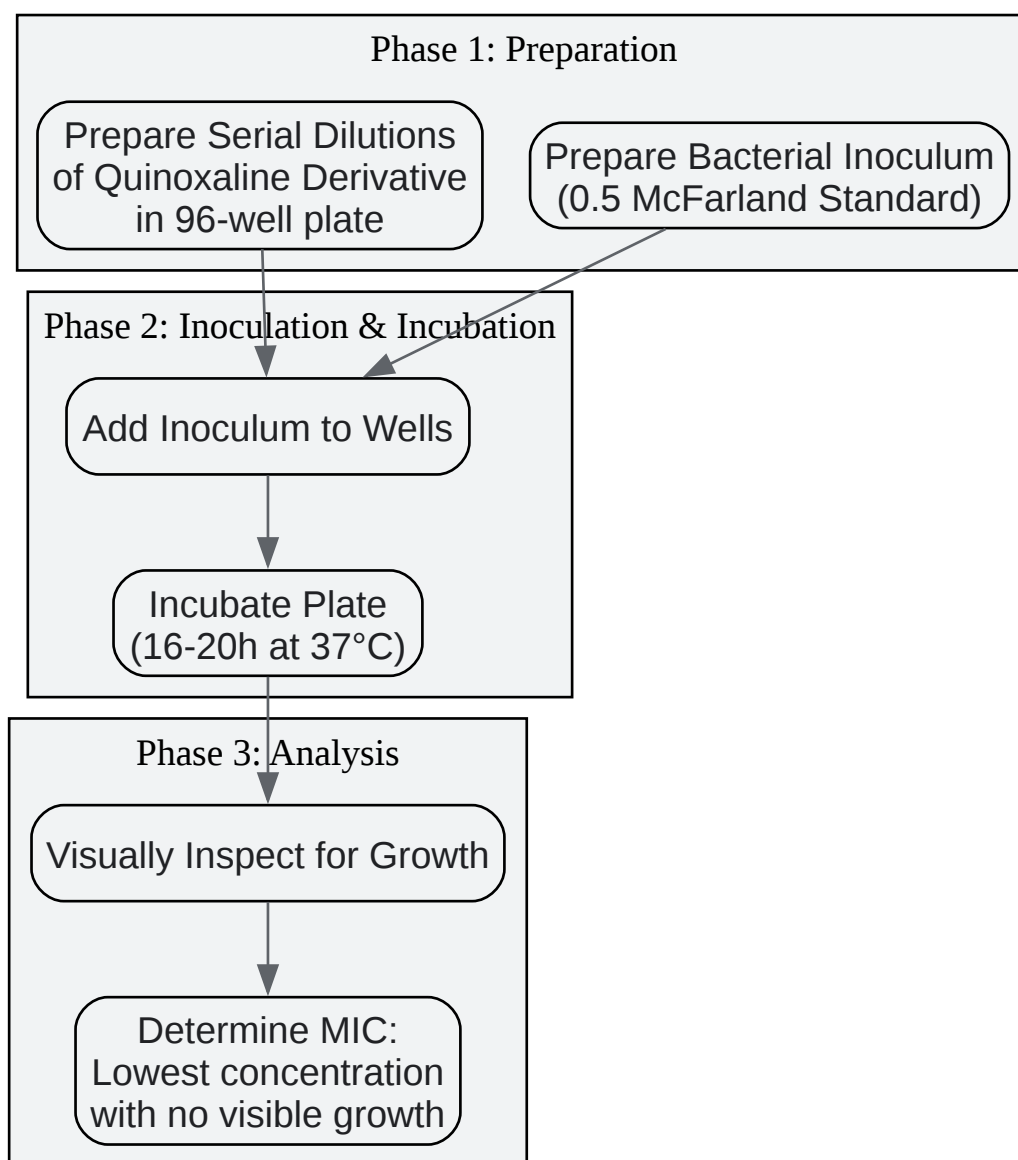 Phase 1: Preparation
Prepare Serial Dilutions
of Quinoxaline Derivative
in 96-well plate
Prepare Bacterial Inoculum
(0.5 McFarland Standard)
Phase 2: Inoculation & Incubation
Add Inoculum to Wells
Incubate Plate
(16-20h at 37°C)
Phase 3: Analysis
Visually Inspect for Growth
Determine MIC:
Lowest concentration
with no visible growth